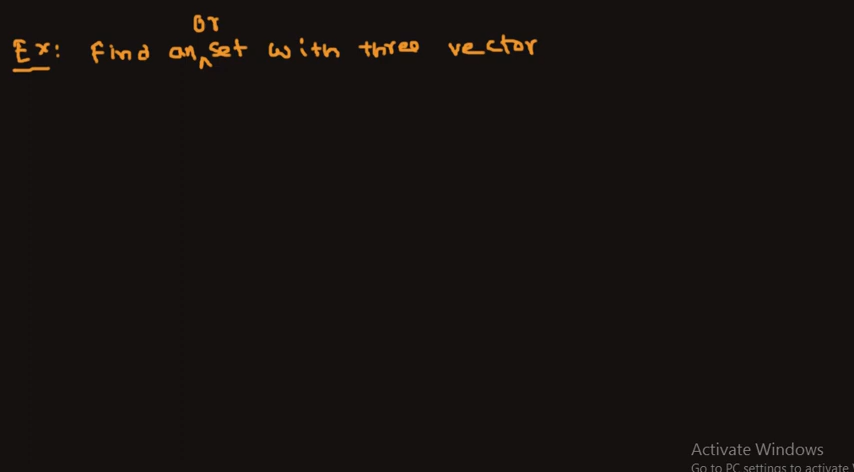 Ex: Find an or set with three vector
Activate Windows
Go to PC settings to activate